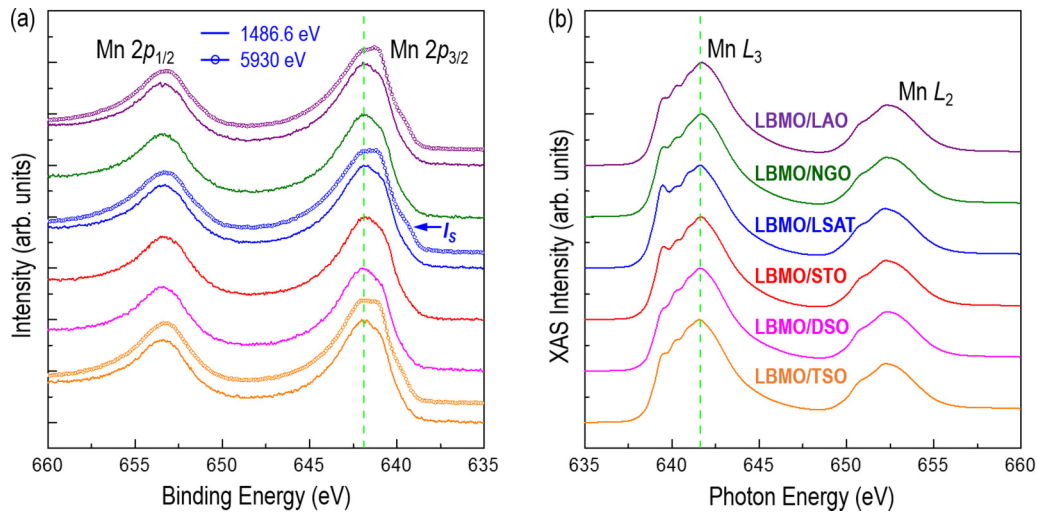 (a)
1486.6 eV
5930 eV
Mn 2p1/2
Mn 2p3/2
IS
Intensity (arb. units)
660
655
650
645
640
635
Binding Energy (eV)
(b)
Mn L3
Mn L2
LBMO/LAO
LBMO/NGO
LBMO/LSAT
LBMO/STO
LBMO/DSO
LBMO/TSO
XAS Intensity (arb. units)
635
640
645
650
655
660
Photon Energy (eV)